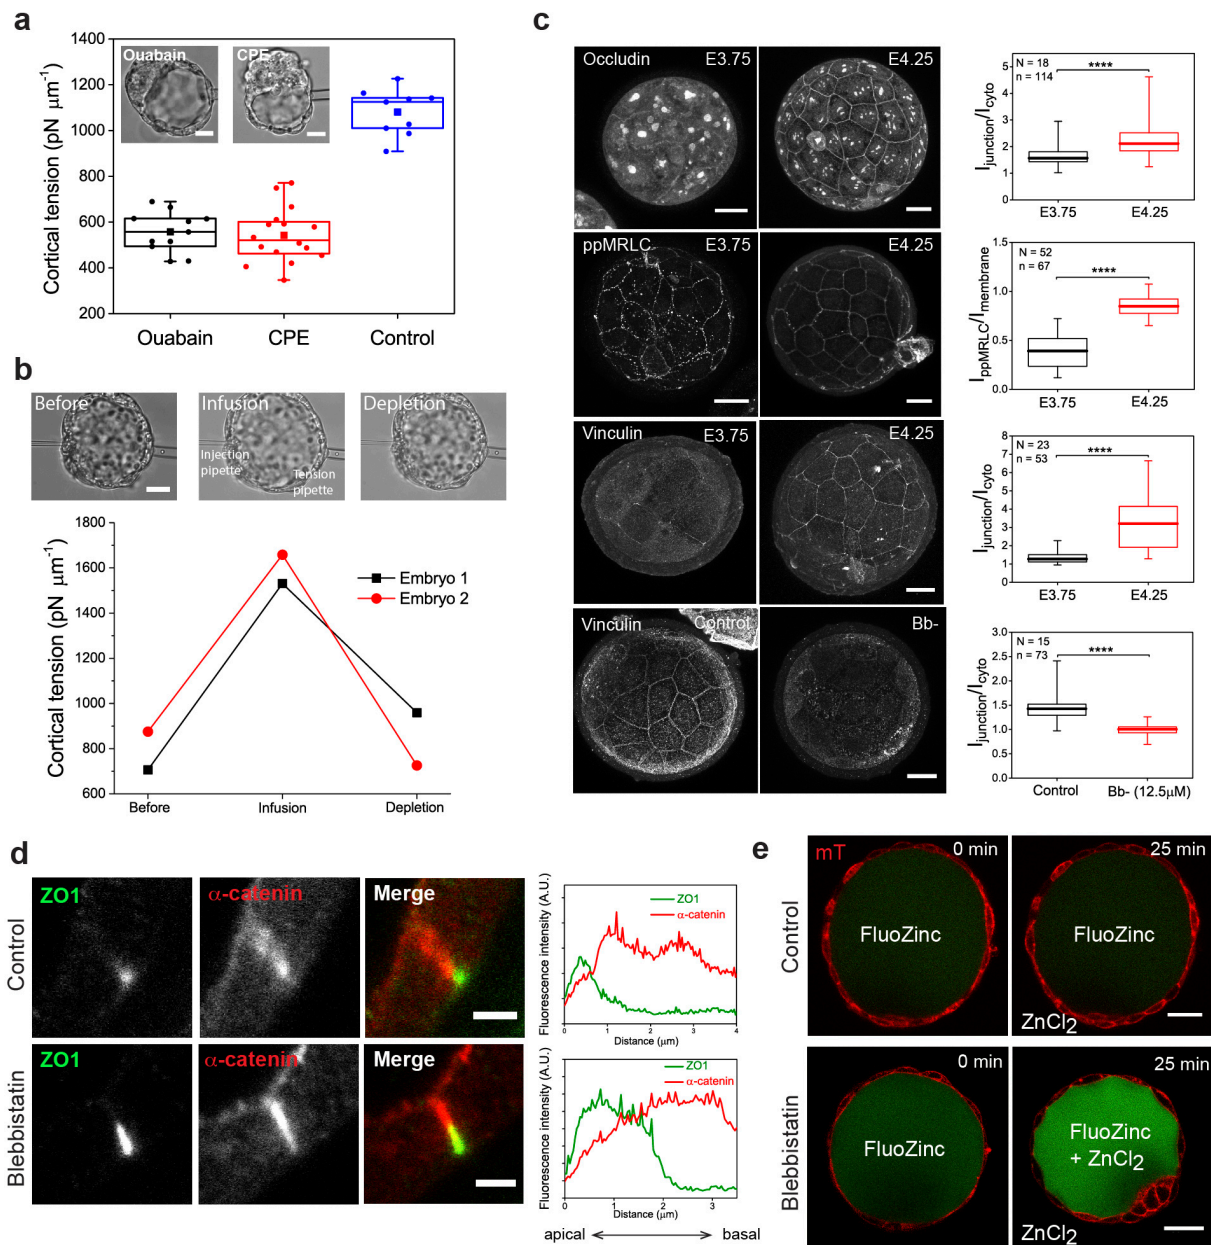 a
1400
1200
1000
800
600
400
200
Cortical tension (pN μm⁻¹)
Ouabain
CPE
Ouabain
CPE
Control
b
Before
Infusion
Depletion
Injection
pipette
Tension
pipette
1800
1600
1400
1200
1000
800
600
Cortical tension (pN μm⁻¹)
Embryo 1
Embryo 2
Before
Infusion
Depletion
c
Occludin
E3.75
E4.25
N = 18
n = 114
****
I junction/I cyto
5
4
3
2
1
0
E3.75
E4.25
ppMRLC
E3.75
E4.25
N = 52
n = 67
****
I ppMRLC/I membrane
1.5
1.0
0.5
0.0
E3.75
E4.25
Vinculin
E3.75
E4.25
N = 23
n = 53
****
I junction/I cyto
8
7
6
5
4
3
2
1
0
E3.75
E4.25
Vinculin
Control
Bb-
N = 15
n = 73
****
I junction/I cyto
3.0
2.5
2.0
1.5
1.0
0.5
0.0
Control
Bb- (12.5μM)
d
Control
ZO1
α-catenin
Merge
Fluorescence intensity (A.U.)
ZO1
α-catenin
0
1
2
3
4
Distance (μm)
Blebbistatin
ZO1
α-catenin
Merge
Fluorescence intensity (A.U.)
ZO1
α-catenin
0
1
2
3
Distance (μm)
apical
basal
e
Control
mT
0 min
FluoZinc
25 min
FluoZinc
ZnCl2
Blebbistatin
0 min
FluoZinc
25 min
FluoZinc
+ ZnCl2
ZnCl2